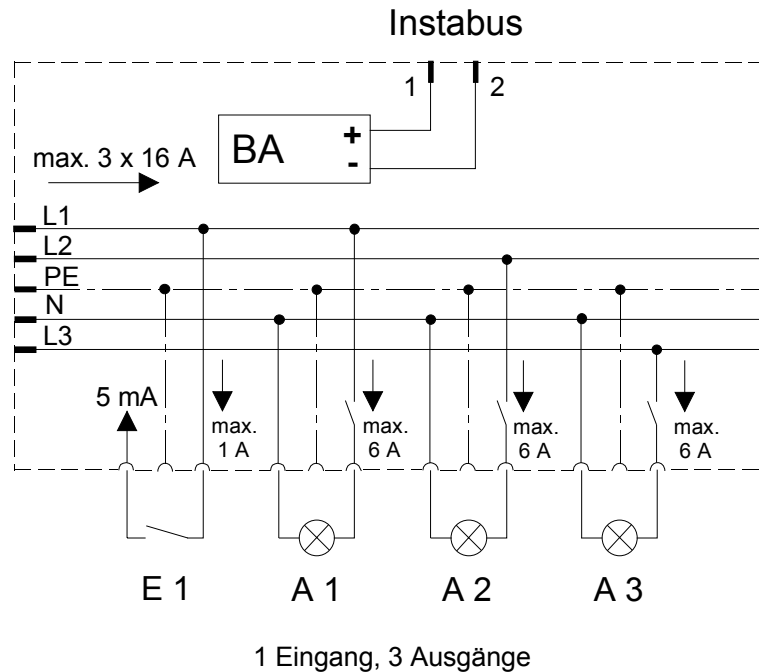 Instabus
1 2
BA + -
max. 3 x 16 A
L1
L2
PE
N
L3
5 mA
max.
1 A
max.
6 A
max.
6 A
max.
6 A
E 1 A 1 A 2 A 3
1 Eingang, 3 Ausgänge